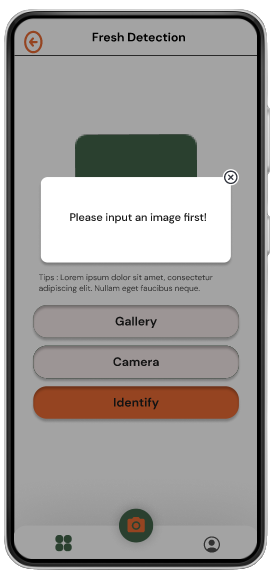 Fresh Detection
Please input an image first!
Tips : Lorem ipsum dolor sit amet, consectetur
adipiscing elit. Nullam eget faucibus neque.
Gallery
Camera
Identify